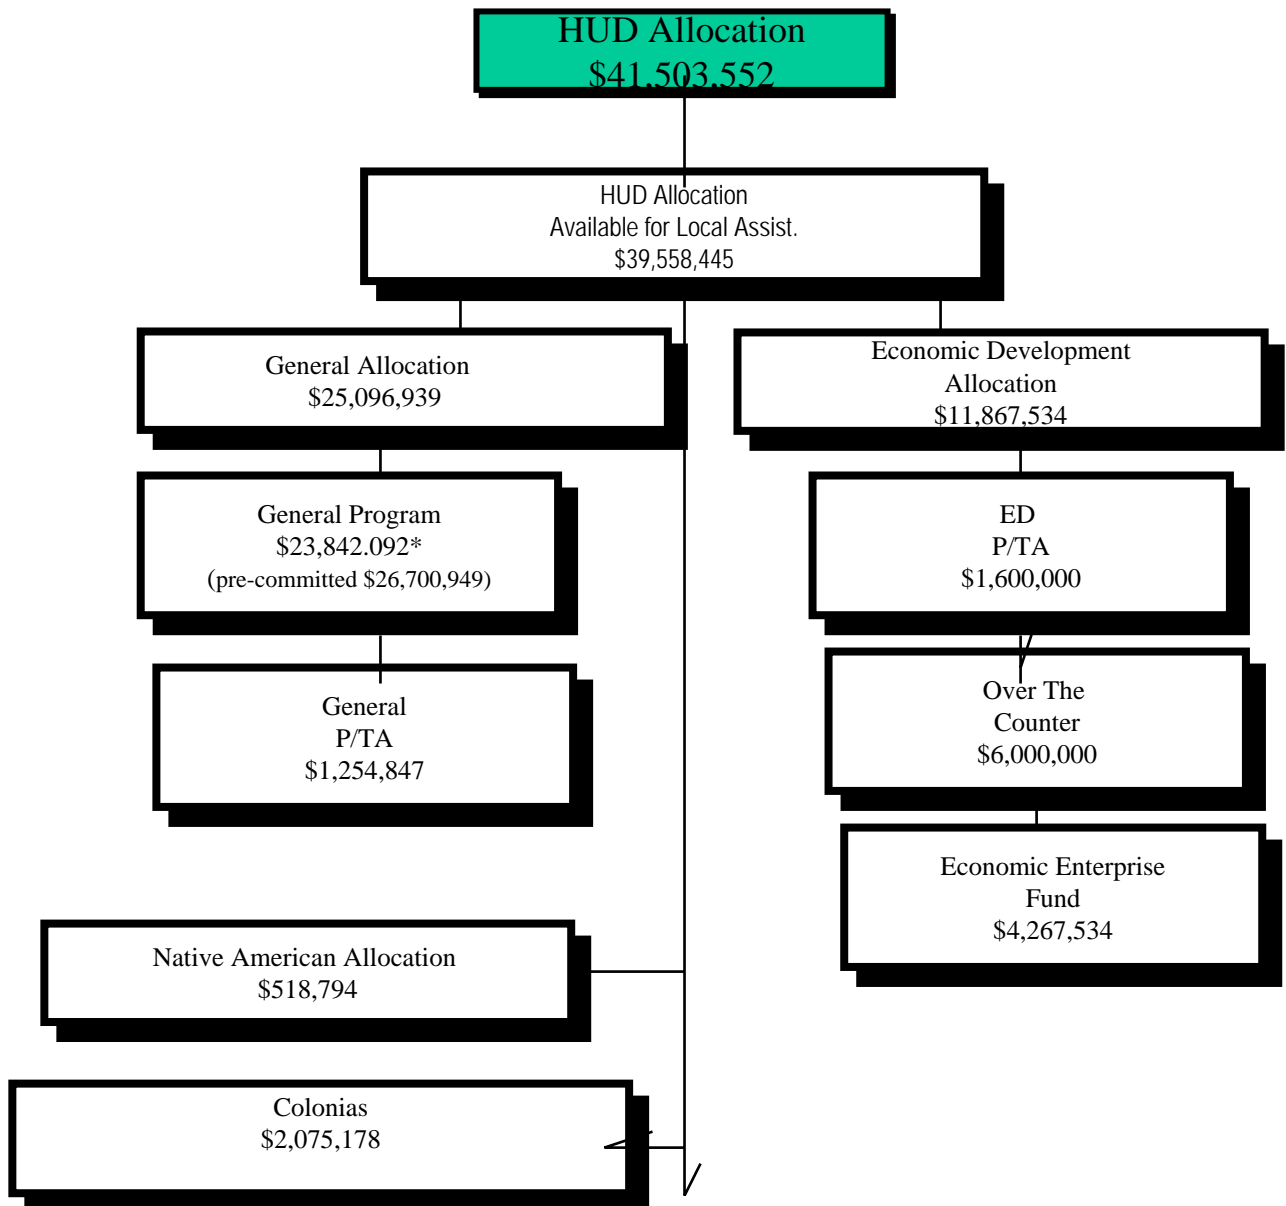 HUD Allocation
$41,503,552
HUD Allocation
Available for Local Assist.
$39,558,445
General Allocation
$25,096,939
Economic Development
Allocation
$11,867,534
General Program
$23,842.092*
(pre-committed $26,700,949)
ED
P/TA
$1,600,000
General
P/TA
$1,254,847
Over The
Counter
$6,000,000
Economic Enterprise
Fund
$4,267,534
Native American Allocation
$518,794
Colonias
$2,075,178